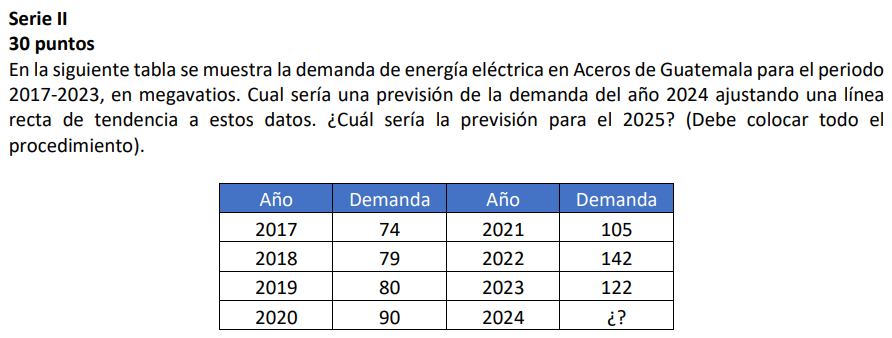 Serie II
30 puntos
En la siguiente tabla se muestra la demanda de energía eléctrica en Aceros de Guatemala para el periodo
2017-2023, en megavatios. Cual sería una previsión de la demanda del año 2024 ajustando una línea
recta de tendencia a estos datos. ¿Cuál sería la previsión para el 2025? (Debe colocar todo el
procedimiento).
Año Demanda Año Demanda
2017 74 2021 105
2018 79 2022 142
2019 80 2023 122
2020 90 2024 ¿?